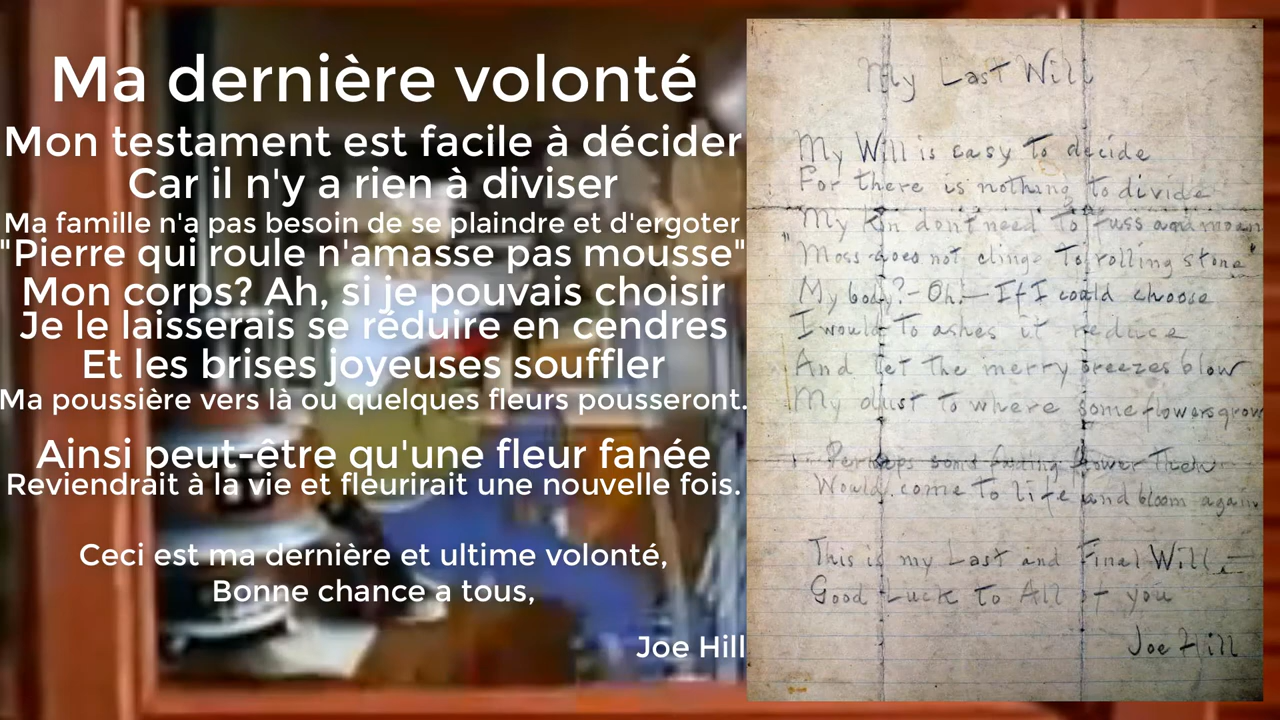 Ma dernière volonté
Mon testament est facile à décider
Car il n'y a rien à diviser
Ma famille n'a pas besoin de se plaindre et d'ergoter
"Pierre qui roule n'amasse pas mousse"
Mon corps? Ah, si je pouvais choisir
Je le laisserais se réduire en cendres
Et les brises joyeuses souffler
Ma poussière vers là ou quelques fleurs pousseront.
Ainsi peut-être qu'une fleur fanée
Reviendrait à la vie et fleurirait une nouvelle fois.
Ceci est ma dernière et ultime volonté,
Bonne chance a tous,
Joe Hill
My Last Will
My Will is easy To decide
For there is nothing To divide
My Kin don't need To fuss and moan
"Moss does not cling To rolling stone"
My body? - Oh! - If I could choose
I would To ashes it reduce
And let The merry breezes blow
My dust To where some flowers grow
Perhaps some fading flower Then
Would come To life and bloom again
This is my Last and Final Will. -
Good Luck To All of you
Joe Hill